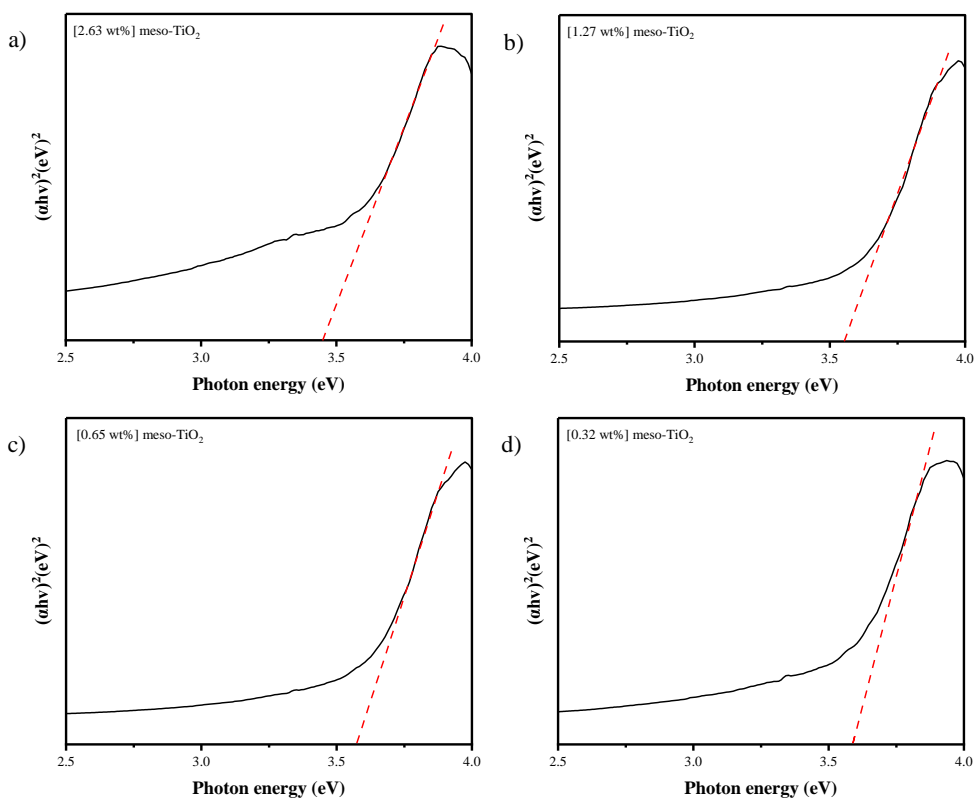 a)
[2.63 wt%] meso-TiO₂
(αhν)²(eV)²
2.5 3.0 3.5 4.0
Photon energy (eV)
b)
[1.27 wt%] meso-TiO₂
(αhν)²(eV)²
2.5 3.0 3.5 4.0
Photon energy (eV)
c)
[0.65 wt%] meso-TiO₂
(αhν)²(eV)²
2.5 3.0 3.5 4.0
Photon energy (eV)
d)
[0.32 wt%] meso-TiO₂
(αhν)²(eV)²
2.5 3.0 3.5 4.0
Photon energy (eV)